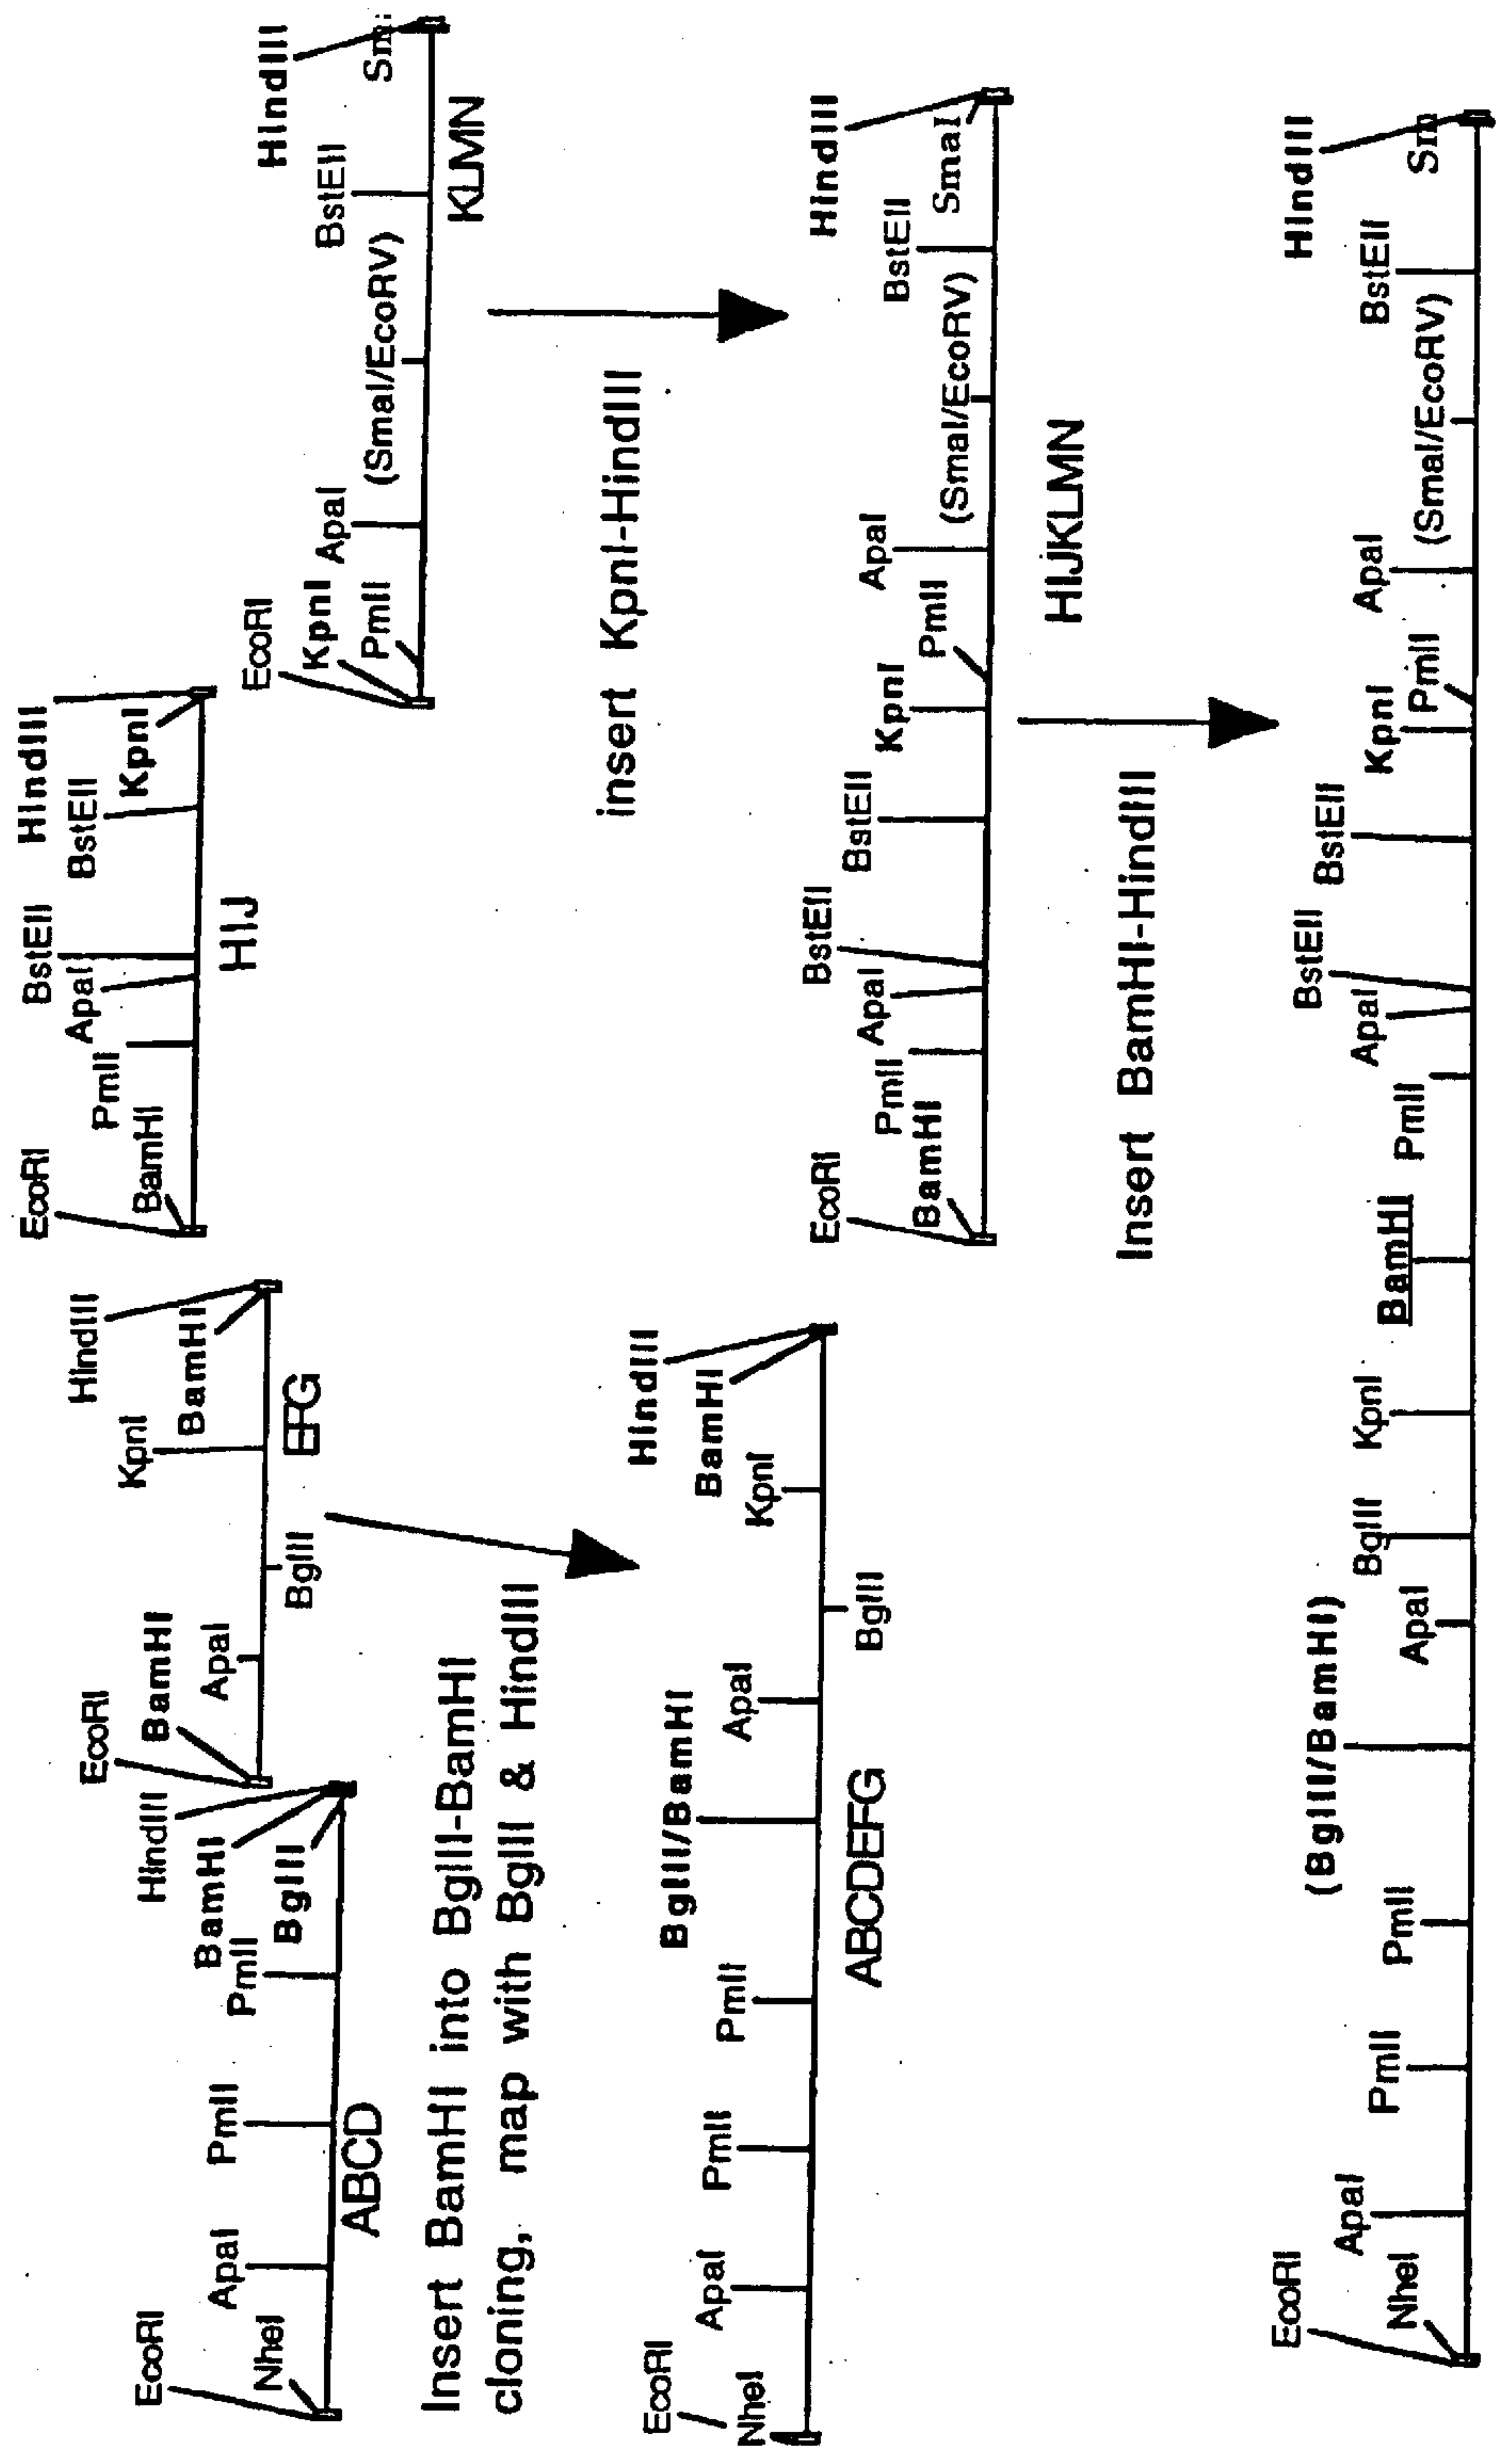 EcoRI
NheI
ApaI
PmlI
PmlI
HindIII
BamHI
BglII
ABCD
EcoRI
BamHI
ApaI
BglII
KpnI
HindIII
BamHI
EFG
EcoRI
BamHI
PmlI
ApaI
BstEII
BstEII
HindIII
KpnI
HIJ
EcoRI
KpnI
PmlI
ApaI
(SmaI/EcoRV)
BstEII
HindIII
Sm
KLMN
Insert BamHI into BglII-BamHI
cloning, map with BglII & HindIII
insert KpnI-HindIII
EcoRI
NheI
ApaI
PmlI
PmlI
BglII/BamHI
ApaI
BglII
KpnI
BamHI
HindIII
ABCDEFG
EcoRI
BamHI
PmlI
ApaI
BstEII
BstEII
KpnI
PmlI
ApaI
(SmaI/EcoRV)
BstEII
SmaI
HindIII
HIJKLMN
Insert BamHI-HindIII
EcoRI
NheI
ApaI
PmlI
PmlI
(BglII/BamHI)
ApaI
BglII
KpnI
BamHI
PmlI
ApaI
BstEII
BstEII
KpnI
PmlI
ApaI
(SmaI/EcoRV)
BstEII
HindIII
Sm